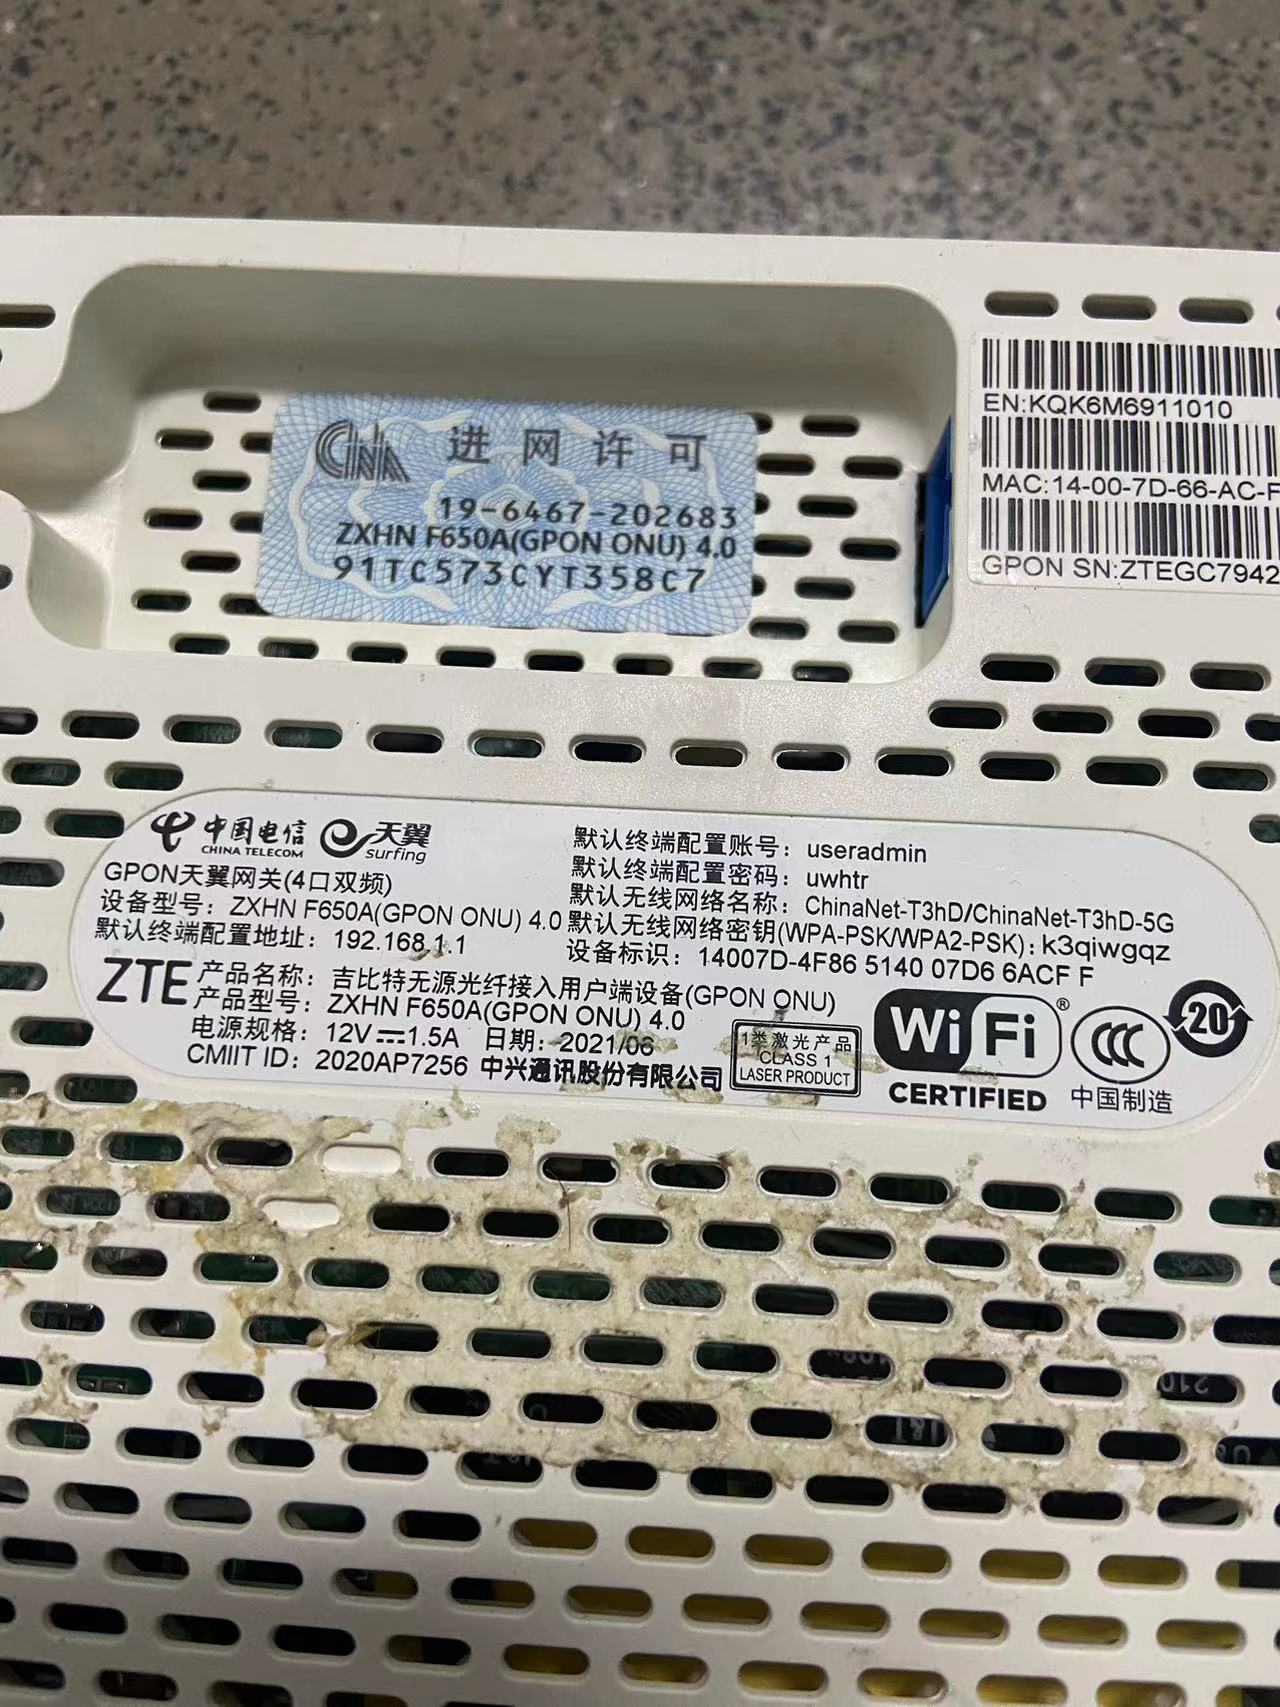 CNA 进网许可
19-6467-202683
ZXHN F650A(GPON ONU) 4.0
91TC573CYT358C7
EN:KQK6M6911010
MAC:14-00-7D-66-AC-F
GPON SN:ZTEGC7942
中国电信
CHINA TELECOM
天翼
surfing
GPON天翼网关(4口双频)
设备型号: ZXHN F650A(GPON ONU) 4.0
默认终端配置地址: 192.168.1.1
默认终端配置账号: useradmin
默认终端配置密码: uwhtr
默认无线网络名称: ChinaNet-T3hD/ChinaNet-T3hD-5G
默认无线网络密钥(WPA-PSK/WPA2-PSK): k3qiwgqz
设备标识: 14007D-4F86 5140 07D6 6ACF F
ZTE
产品名称: 吉比特无源光纤接入用户端设备(GPON ONU)
产品型号: ZXHN F650A(GPON ONU) 4.0
电源规格: 12V⎓1.5A 日期: 2021/06
CMIIT ID: 2020AP7256 中兴通讯股份有限公司
1类激光产品
CLASS 1
LASER PRODUCT
Wi Fi ®
CERTIFIED
CCC
20
中国制造